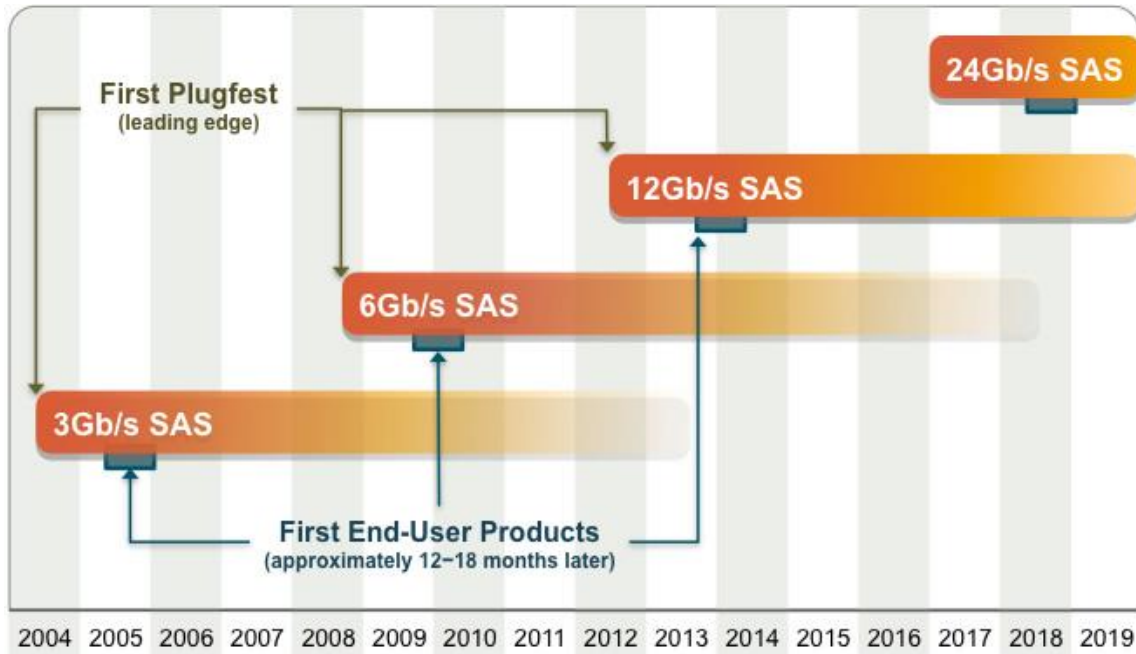 24Gb/s SAS
First Plugfest
(leading edge)
12Gb/s SAS
6Gb/s SAS
3Gb/s SAS
First End-User Products
(approximately 12–18 months later)
2004 2005 2006 2007 2008 2009 2010 2011 2012 2013 2014 2015 2016 2017 2018 2019